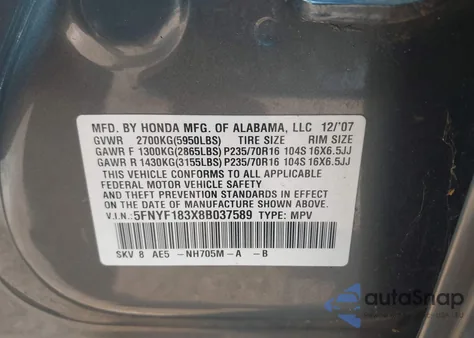 MFD. BY HONDA MFG. OF ALABAMA, LLC 12/'07
GVWR 2700KG(5950LBS) TIRE SIZE RIM SIZE
GAWR F 1300KG(2865LBS) P235/70R16 104S 16X6.5JJ
GAWR R 1430KG(3155LBS) P235/70R16 104S 16X6.5JJ
THIS VEHICLE CONFORMS TO ALL APPLICABLE
FEDERAL MOTOR VEHICLE SAFETY STANDARDS IN EFFECT
ON THE DATE OF MANUFACTURE SHOWN ABOVE.
V.I.N.: 5FNYF183X8B037589 TYPE: MPV
SKV 8 AE5 -NH705M-A -B
autoSnap